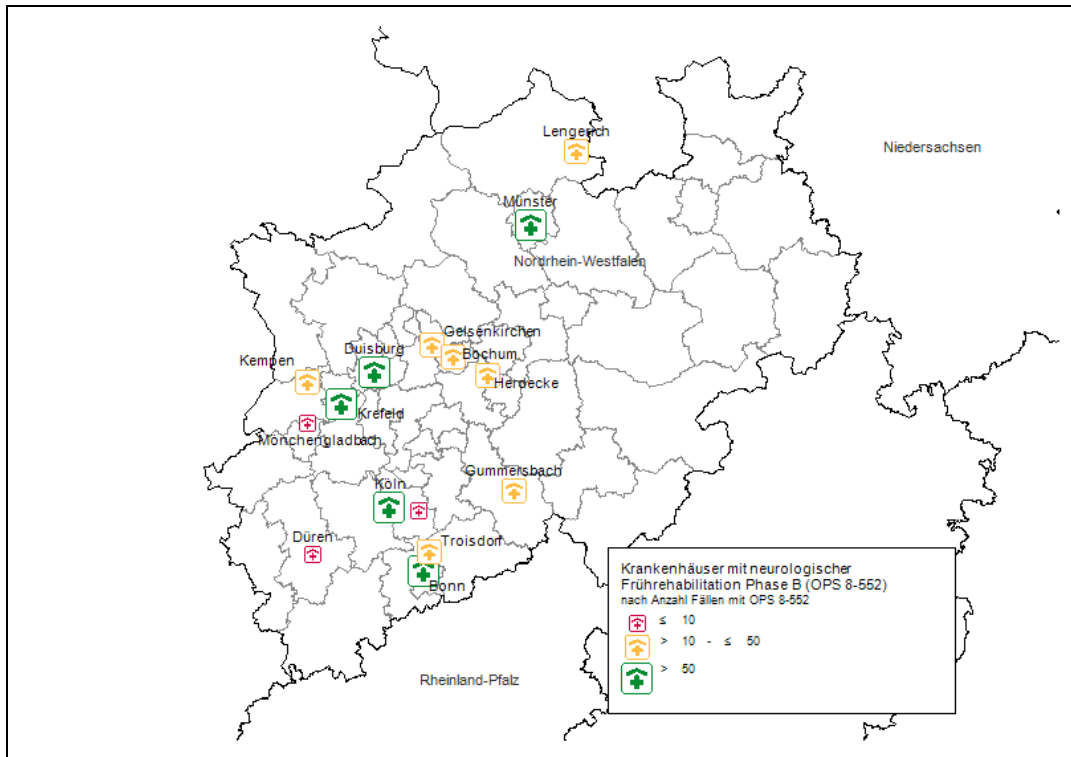 Lengerich
Niedersachsen
Münster
Nordrhein-Westfalen
Gelsenkirchen
Duisburg
Bochum
Kempen
Herdecke
Krefeld
Mönchengladbach
Gummersbach
Köln
Düren
Troisdorf
Bonn
Krankenhäuser mit neurologischer
Frührehabilitation Phase B (OPS 8-552)
nach Anzahl Fällen mit OPS 8-552
≤ 10
> 10 - ≤ 50
> 50
Rheinland-Pfalz